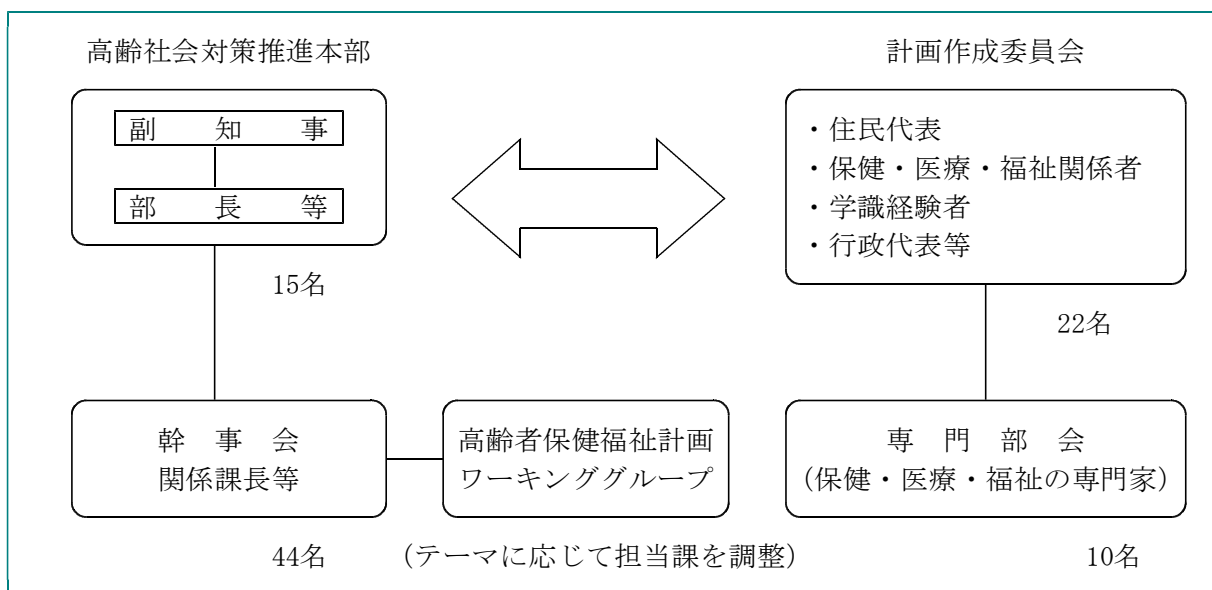 高齢社会対策推進本部
計画作成委員会
副知事
部長等
15名
・住民代表
・保健・医療・福祉関係者
・学識経験者
・行政代表等
22名
幹事会
関係課長等
44名
高齢者保健福祉計画
ワーキンググループ
(テーマに応じて担当課を調整)
専門部会
(保健・医療・福祉の専門家)
10名